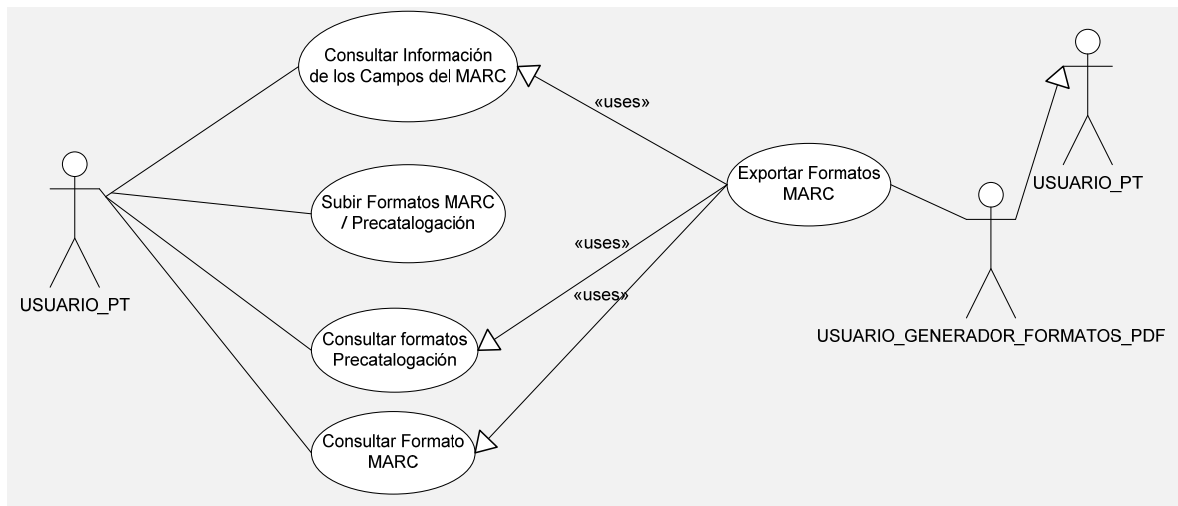 Consultar Información
de los Campos del MARC
«uses»
Exportar Formatos
MARC
USUARIO_PT
Subir Formatos MARC
/ Precatalogación
«uses»
USUARIO_PT
«uses»
Consultar formatos
Precatalogación
USUARIO_GENERADOR_FORMATOS_PDF
Consultar Formato
MARC